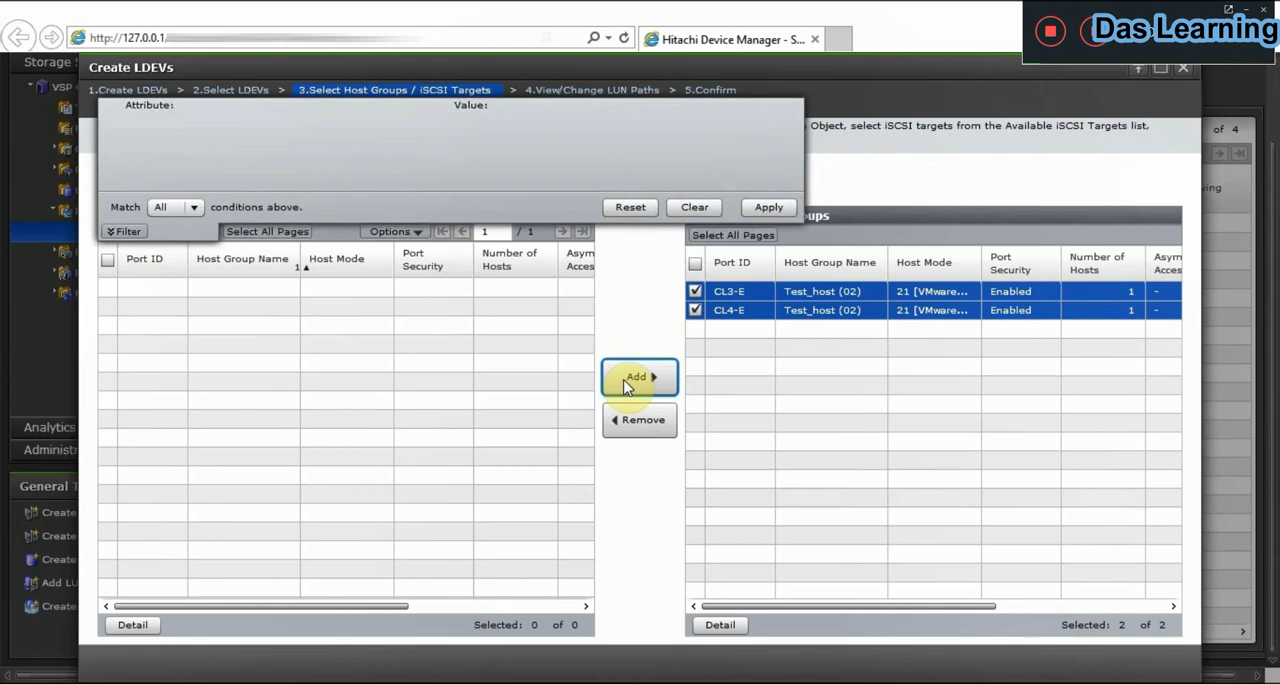 Das Learning
http://127.0.0.1/
Hitachi Device Manager - S...
Storage S
Create LDEVs
VSP
1.Create LDEVs > 2.Select LDEVs > 3.Select Host Groups / iSCSI Targets > 4.View/Change LUN Paths > 5.Confirm
Attribute: Value:
Object, select iSCSI targets from the Available iSCSI Targets list,
of 4
ving
Match All conditions above.
Reset Clear Apply
oups
Filter Select All Pages Options 1 / 1
Select All Pages
Port ID Host Group Name 1 Host Mode Port Security Number of Hosts Asym Acces
Port ID Host Group Name Host Mode Port Security Number of Hosts Asym Acces
CL3-E Test_host (02) 21 [VMware... Enabled 1 -
CL4-E Test_host (02) 21 [VMware... Enabled 1 -
Add
Remove
Analytics
Administr
General T
Create
Create
Create
Add LU
Create
Detail Selected: 0 of 0
Detail Selected: 2 of 2